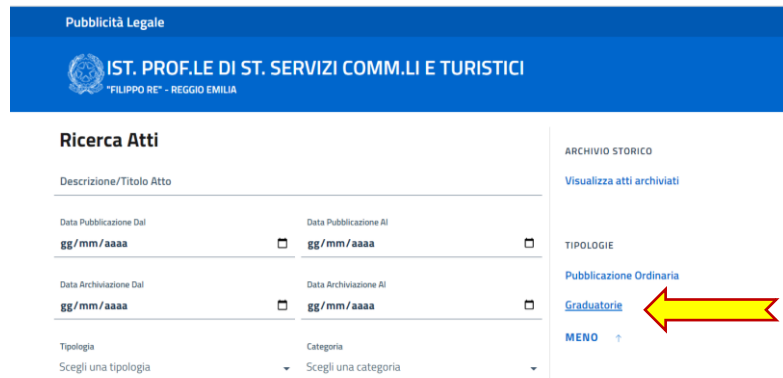 Pubblicità Legale
IST. PROF.LE DI ST. SERVIZI COMM.LI E TURISTICI
"FILIPPO RE" - REGGIO EMILIA
Ricerca Atti
Descrizione/Titolo Atto
Data Pubblicazione Dal
gg/mm/aaaa
Data Pubblicazione Al
gg/mm/aaaa
Data Archiviazione Dal
gg/mm/aaaa
Data Archiviazione Al
gg/mm/aaaa
Tipologia
Scegli una tipologia
Categoria
Scegli una categoria
ARCHIVIO STORICO
Visualizza atti archiviati
TIPOLOGIE
Pubblicazione Ordinaria
Graduatorie
MENO ↑